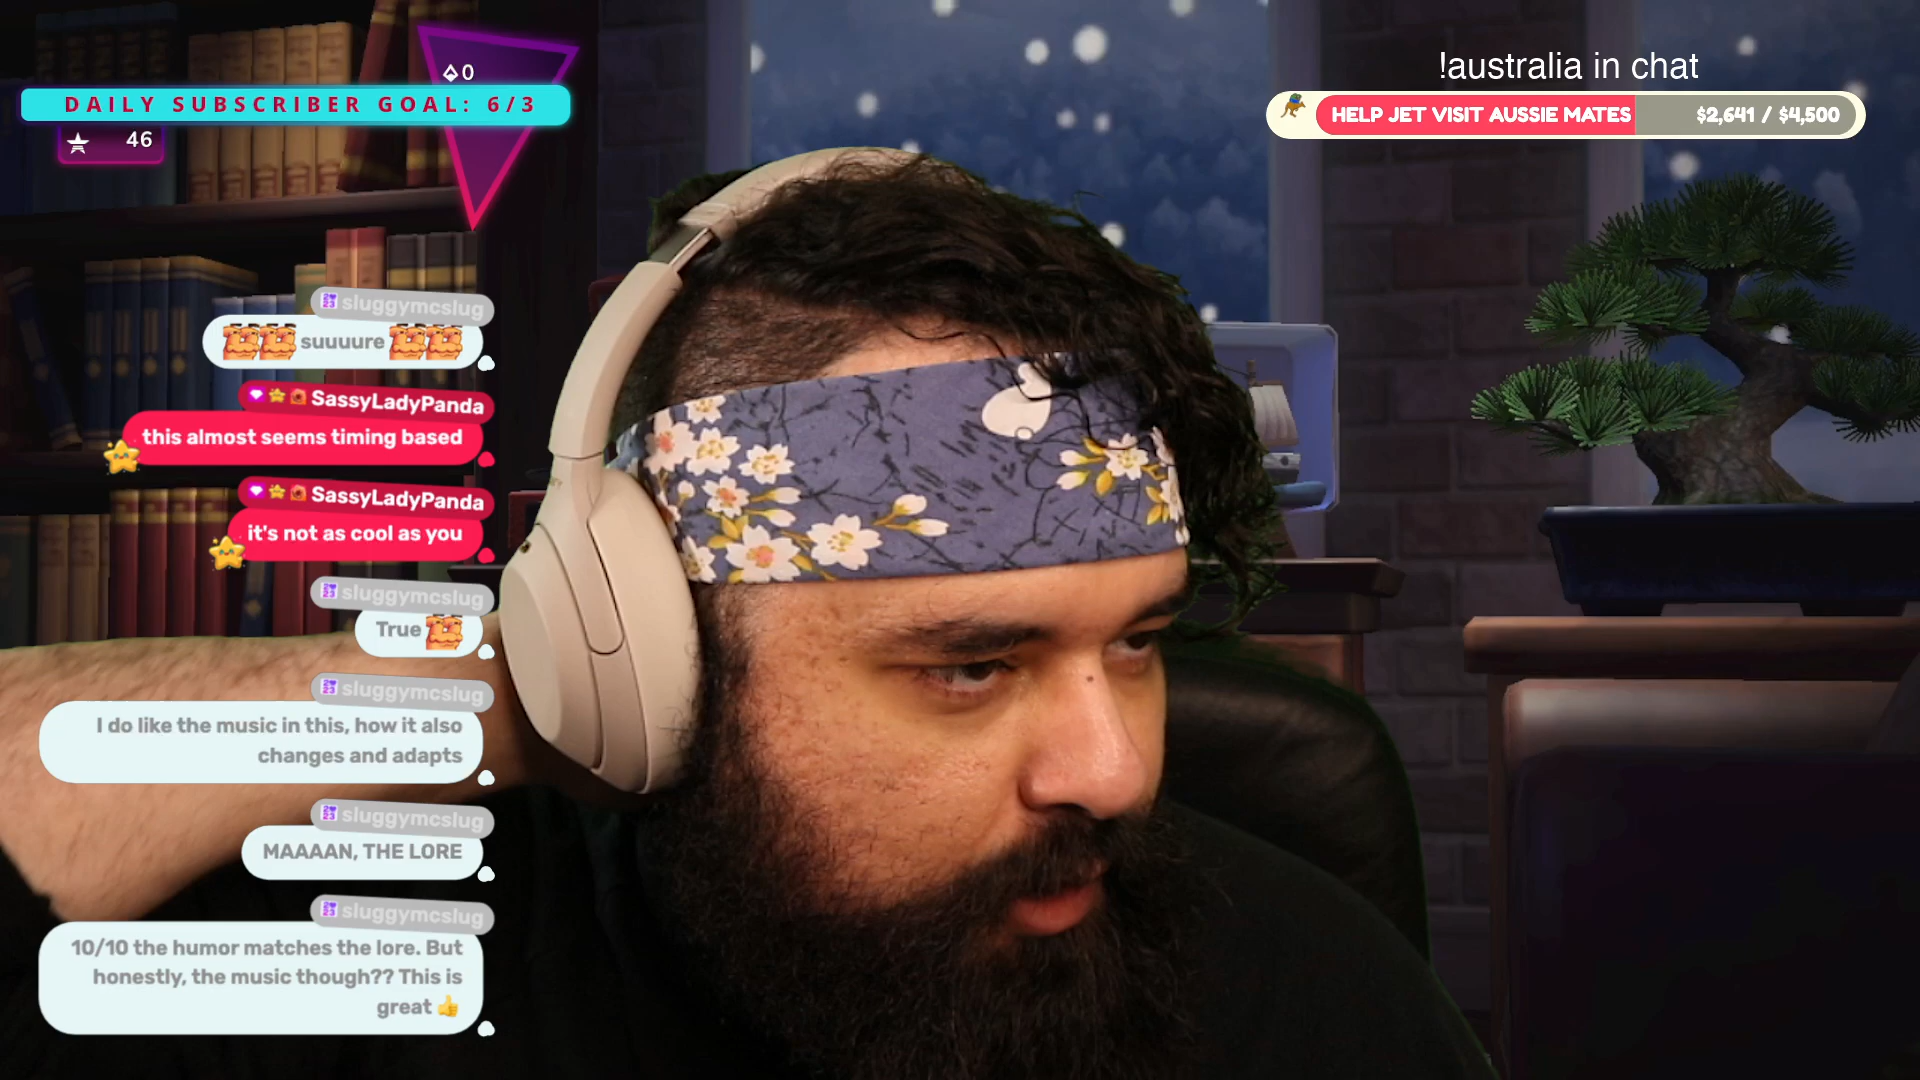 0
DAILY SUBSCRIBER GOAL: 6/3
46
!australia in chat
HELP JET VISIT AUSSIE MATES $2,641 / $4,500
sluggymcslug
suuuure
SassyLadyPanda
this almost seems timing based
SassyLadyPanda
it's not as cool as you
sluggymcslug
True
sluggymcslug
I do like the music in this, how it also
changes and adapts
sluggymcslug
MAAAAN, THE LORE
sluggymcslug
10/10 the humor matches the lore. But
honestly, the music though?? This is
great 👍